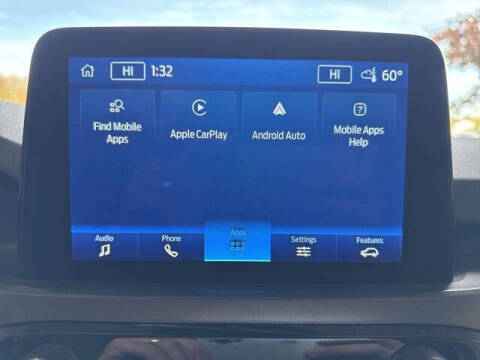 HI 1:32 HI 60°
Find Mobile
Apps
Apple CarPlay
Android Auto
Mobile Apps
Help
Audio Phone Apps Settings Features